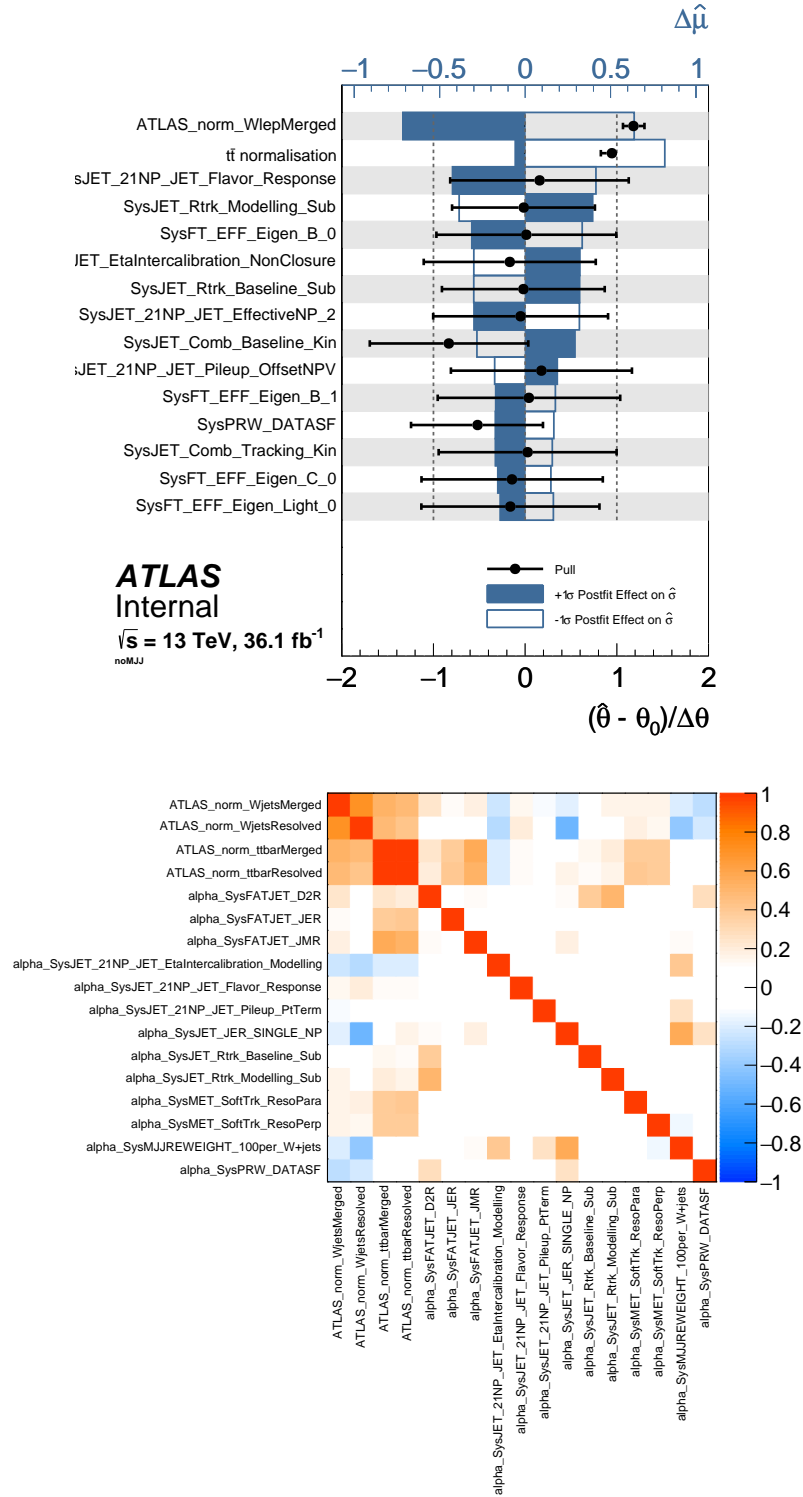 Δμ̂
−1 −0.5 0 0.5 1
ATLAS_norm_WlepMerged
tt̄ normalisation
sJET_21NP_JET_Flavor_Response
SysJET_Rtrk_Modelling_Sub
SysFT_EFF_Eigen_B_0
JET_EtaIntercalibration_NonClosure
SysJET_Rtrk_Baseline_Sub
SysJET_21NP_JET_EffectiveNP_2
SysJET_Comb_Baseline_Kin
sJET_21NP_JET_Pileup_OffsetNPV
SysFT_EFF_Eigen_B_1
SysPRW_DATASF
SysJET_Comb_Tracking_Kin
SysFT_EFF_Eigen_C_0
SysFT_EFF_Eigen_Light_0
ATLAS
Internal
√s = 13 TeV, 36.1 fb⁻¹
noMJJ
Pull
+1σ Postfit Effect on σ̂
-1σ Postfit Effect on σ̂
−2 −1 0 1 2
(θ̂ - θ₀)/Δθ
ATLAS_norm_WjetsMerged
ATLAS_norm_WjetsResolved
ATLAS_norm_ttbarMerged
ATLAS_norm_ttbarResolved
alpha_SysFATJET_D2R
alpha_SysFATJET_JER
alpha_SysFATJET_JMR
alpha_SysJET_21NP_JET_EtaIntercalibration_Modelling
alpha_SysJET_21NP_JET_Flavor_Response
alpha_SysJET_21NP_JET_Pileup_PtTerm
alpha_SysJET_JER_SINGLE_NP
alpha_SysJET_Rtrk_Baseline_Sub
alpha_SysJET_Rtrk_Modelling_Sub
alpha_SysMET_SoftTrk_ResoPara
alpha_SysMET_SoftTrk_ResoPerp
alpha_SysMJJREWEIGHT_100per_W+jets
alpha_SysPRW_DATASF
1
0.8
0.6
0.4
0.2
0
−0.2
−0.4
−0.6
−0.8
−1
ATLAS_norm_WjetsMerged
ATLAS_norm_WjetsResolved
ATLAS_norm_ttbarMerged
ATLAS_norm_ttbarResolved
alpha_SysFATJET_D2R
alpha_SysFATJET_JER
alpha_SysFATJET_JMR
alpha_SysJET_21NP_JET_EtaIntercalibration_Modelling
alpha_SysJET_21NP_JET_Flavor_Response
alpha_SysJET_21NP_JET_Pileup_PtTerm
alpha_SysJET_JER_SINGLE_NP
alpha_SysJET_Rtrk_Baseline_Sub
alpha_SysJET_Rtrk_Modelling_Sub
alpha_SysMET_SoftTrk_ResoPara
alpha_SysMET_SoftTrk_ResoPerp
alpha_SysMJJREWEIGHT_100per_W+jets
alpha_SysPRW_DATASF